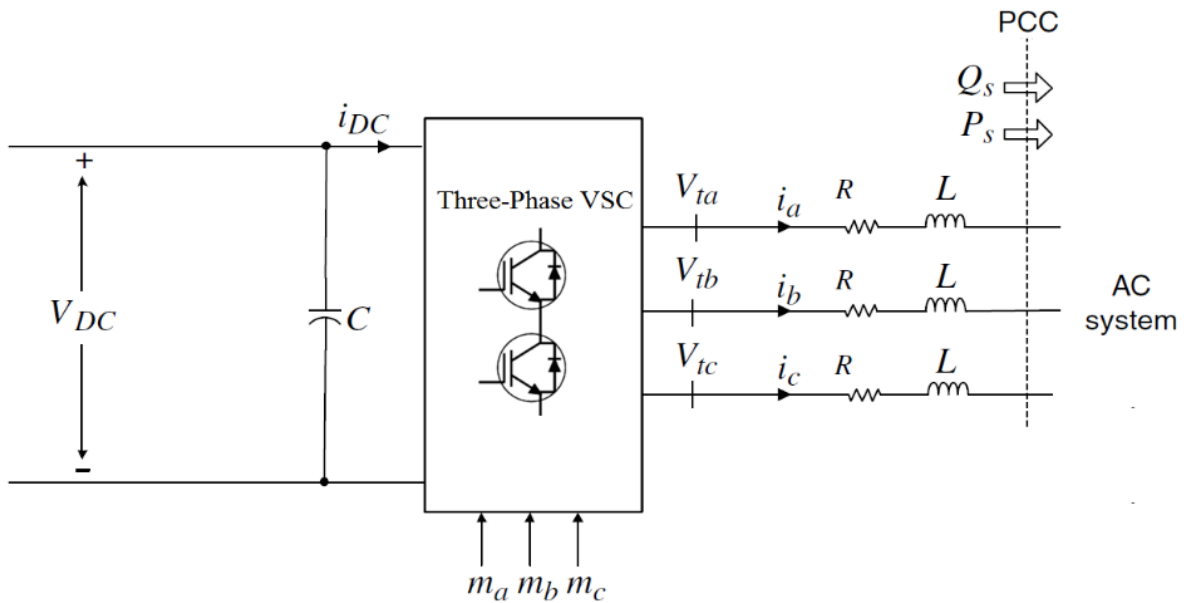 PCC
Q_s
P_s
i_DC
+
Three-Phase VSC
V_ta i_a R L
V_DC
C
V_tb i_b R L
AC
system
V_tc i_c R L
-
m_a m_b m_c